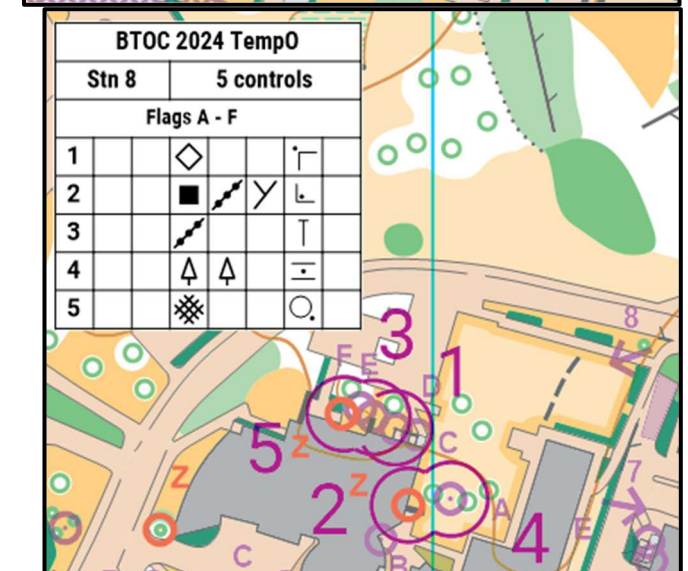 BTOC 2024 TempO
Stn 8 5 controls
Flags A - F
1
2
3
4
5
3
8
F E
1
D
5
Z
C
Z
Z
7
2
A
4
E
C
B